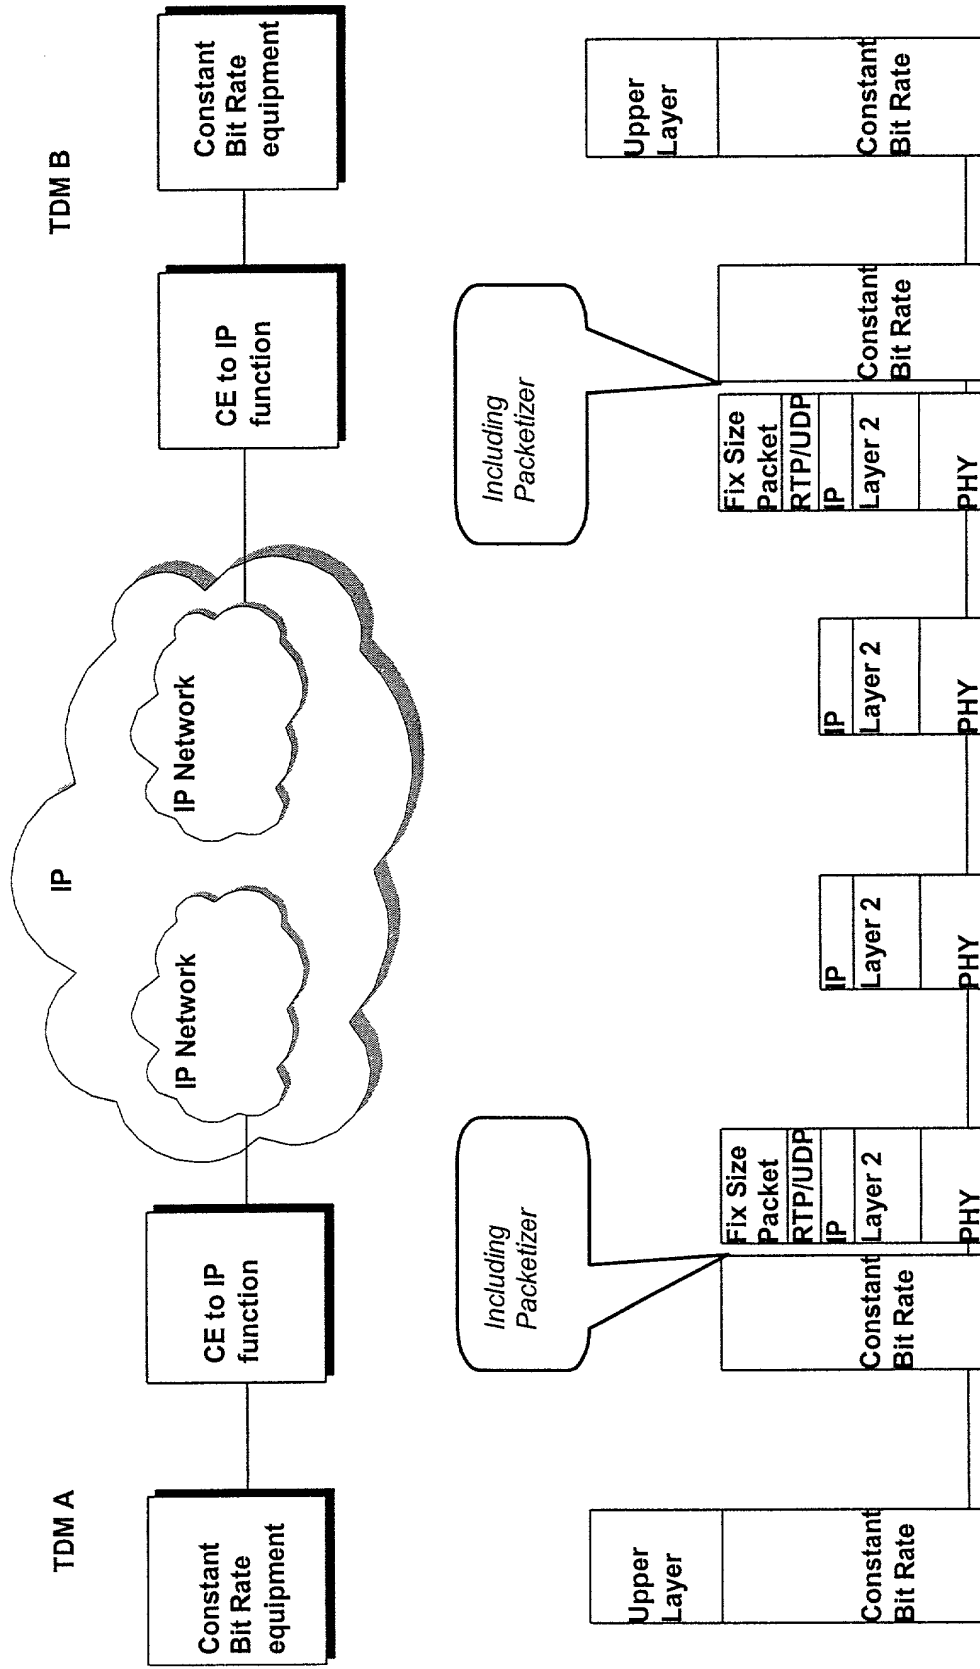 TDM A
TDM B
Constant
Bit Rate
equipment
CE to IP
function
IP
IP Network
IP Network
CE to IP
function
Constant
Bit Rate
equipment
Including
Packetizer
Including
Packetizer
Upper
Layer
Constant
Bit Rate
Constant
Bit Rate
Fix Size
Packet
RTP/UDP
IP
Layer 2
PHY
IP
Layer 2
PHY
IP
Layer 2
PHY
Fix Size
Packet
RTP/UDP
IP
Layer 2
PHY
Constant
Bit Rate
Upper
Layer
Constant
Bit Rate